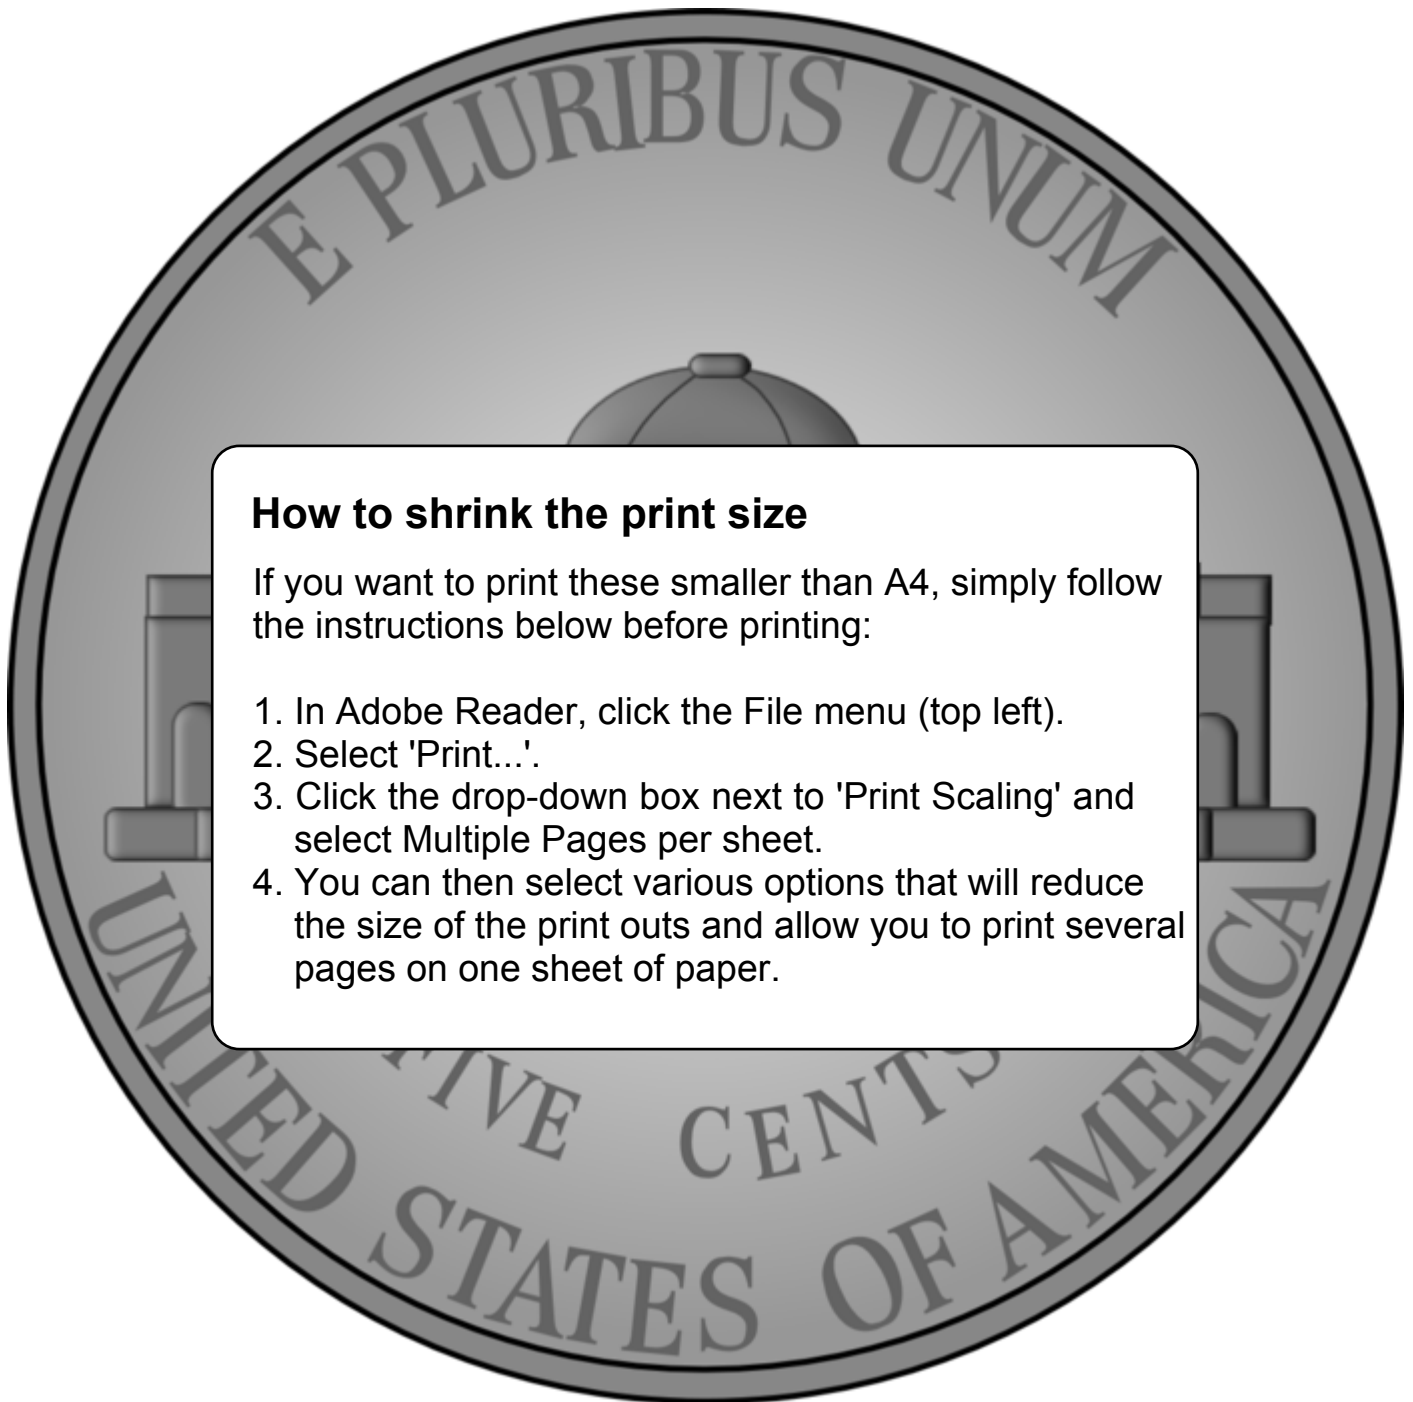 E PLURIBUS UNUM
How to shrink the print size
If you want to print these smaller than A4, simply follow
the instructions below before printing:
1. In Adobe Reader, click the File menu (top left).
2. Select 'Print...'.
3. Click the drop-down box next to 'Print Scaling' and
select Multiple Pages per sheet.
4. You can then select various options that will reduce
the size of the print outs and allow you to print several
pages on one sheet of paper.
FIVE CENTS
UNITED STATES OF AMERICA